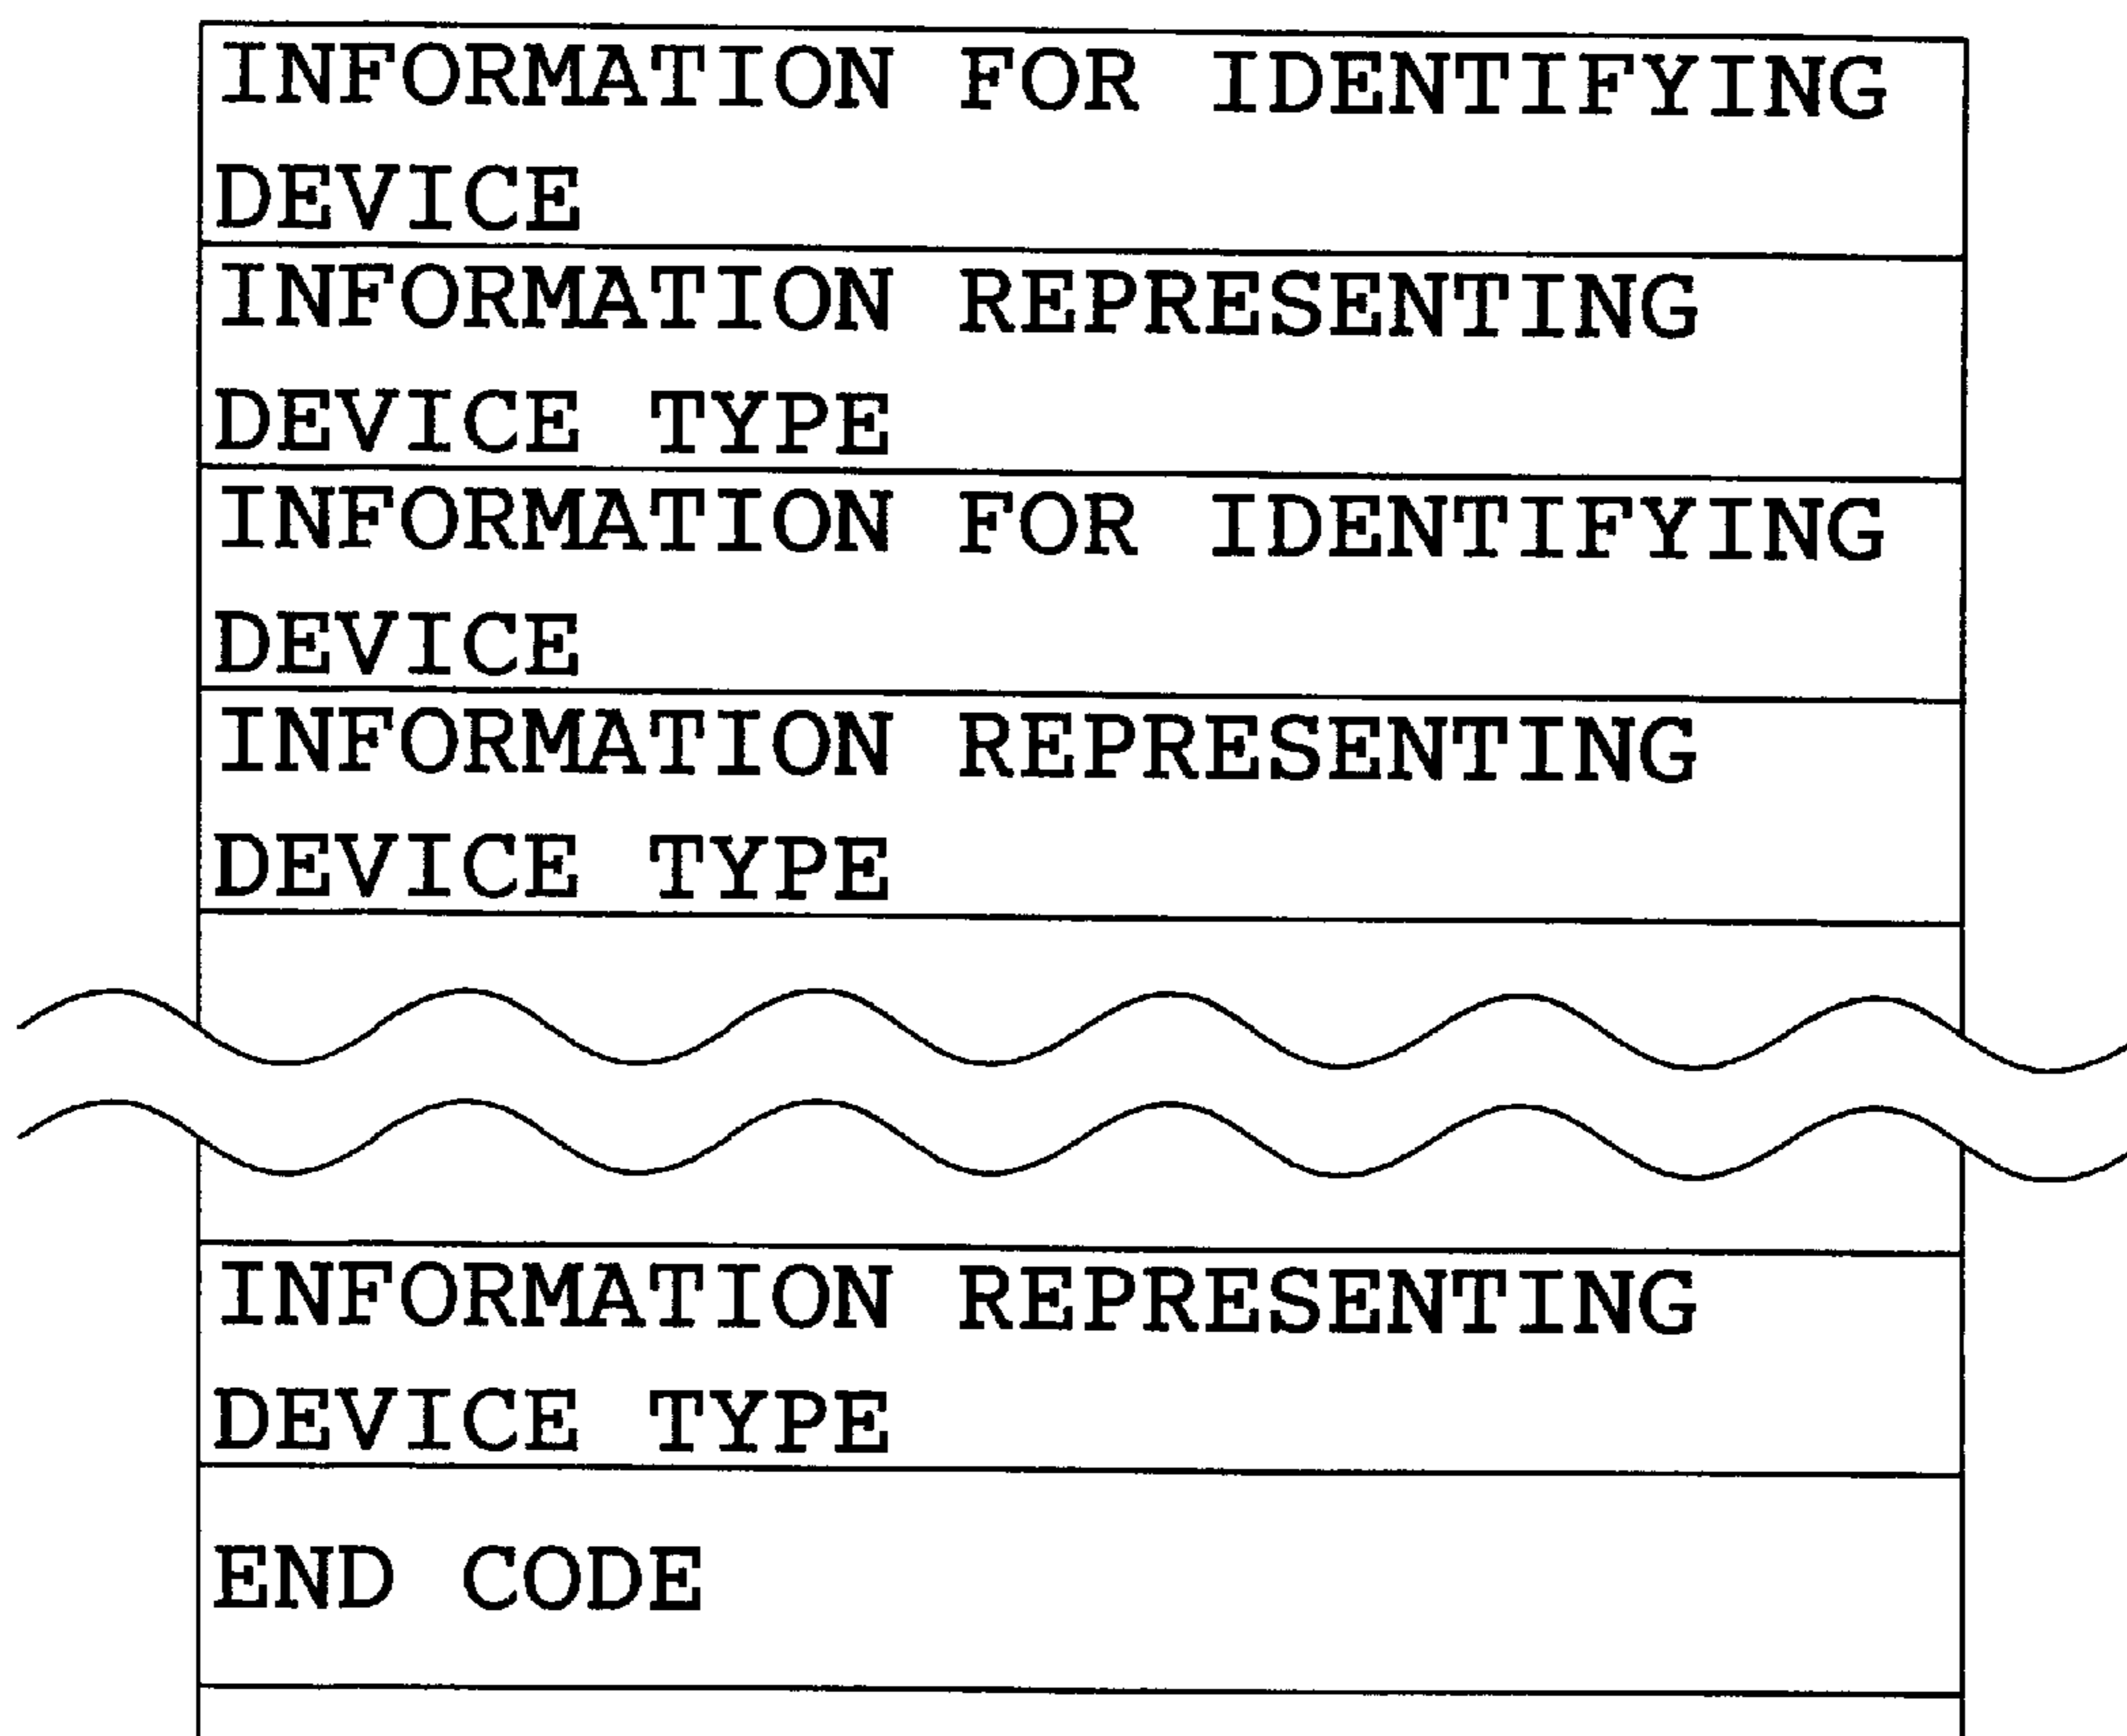 INFORMATION FOR IDENTIFYING
DEVICE
INFORMATION REPRESENTING
DEVICE TYPE
INFORMATION FOR IDENTIFYING
DEVICE
INFORMATION REPRESENTING
DEVICE TYPE
INFORMATION REPRESENTING
DEVICE TYPE
END CODE